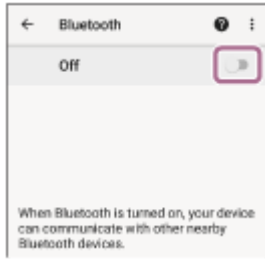 Bluetooth
Off
When Bluetooth is turned on, your device
can communicate with other nearby
Bluetooth devices.